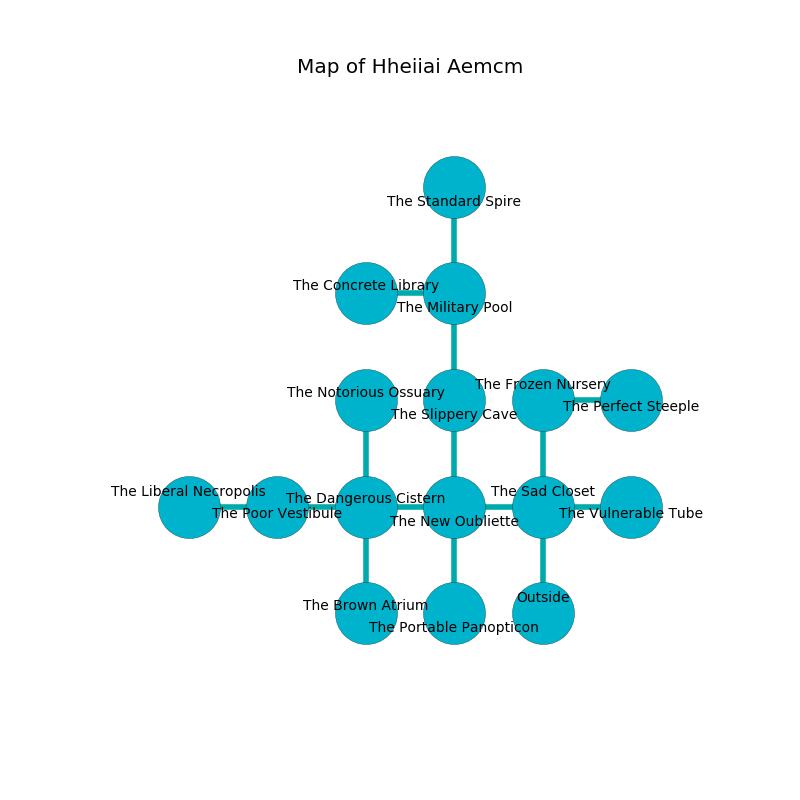 Map of Hheiiai Aemcm
The Standard Spire
The Concrete Library
The Military Pool
The Notorious Ossuary
The Slippery Cave
The Frozen Nursery
The Perfect Steeple
The Liberal Necropolis
The Poor Vestibule
The Dangerous Cistern
The New Oubliette
The Sad Closet
The Vulnerable Tube
The Brown Atrium
The Portable Panopticon
Outside